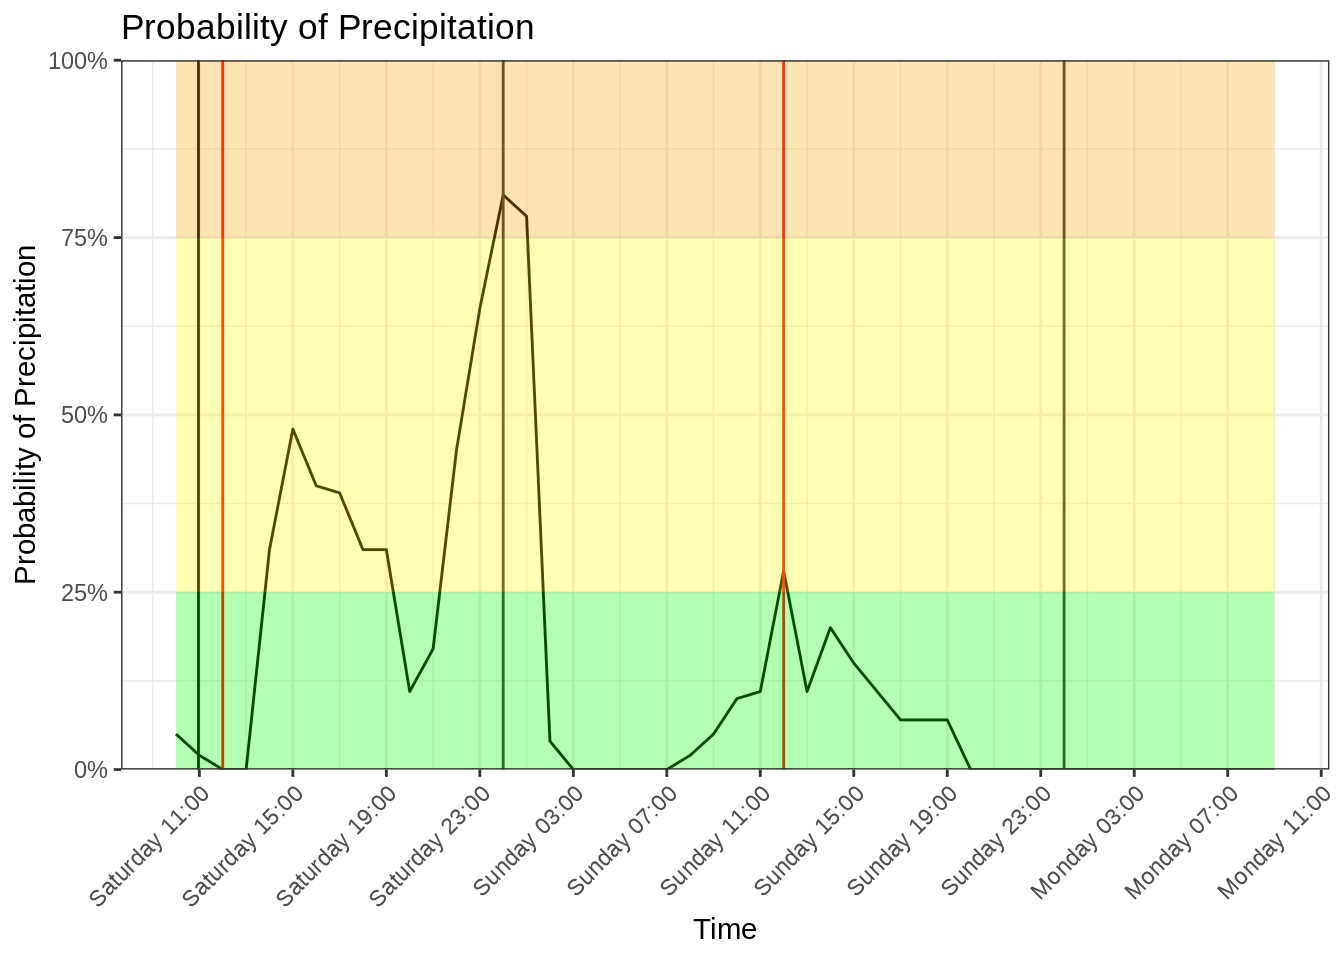 Probability of Precipitation
100%
75%
50%
25%
0%
Probability of Precipitation
Saturday 11:00
Saturday 15:00
Saturday 19:00
Saturday 23:00
Sunday 03:00
Sunday 07:00
Sunday 11:00
Sunday 15:00
Sunday 19:00
Sunday 23:00
Monday 03:00
Monday 07:00
Monday 11:00
Time